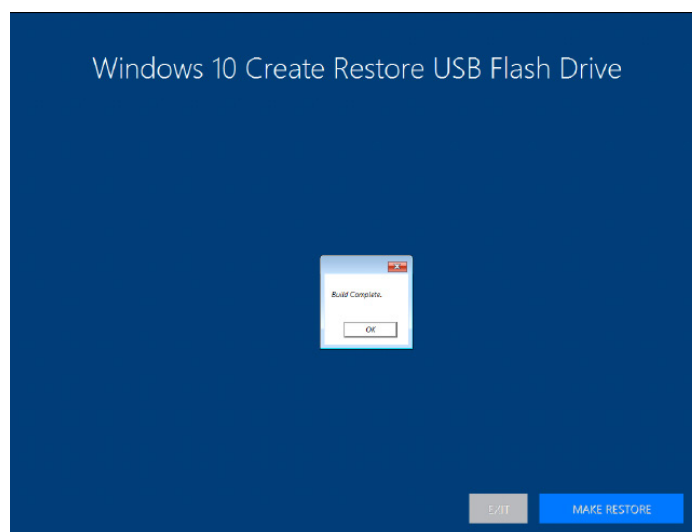 Windows 10 Create Restore USB Flash Drive
Build Complete.
OK
EXIT
MAKE RESTORE